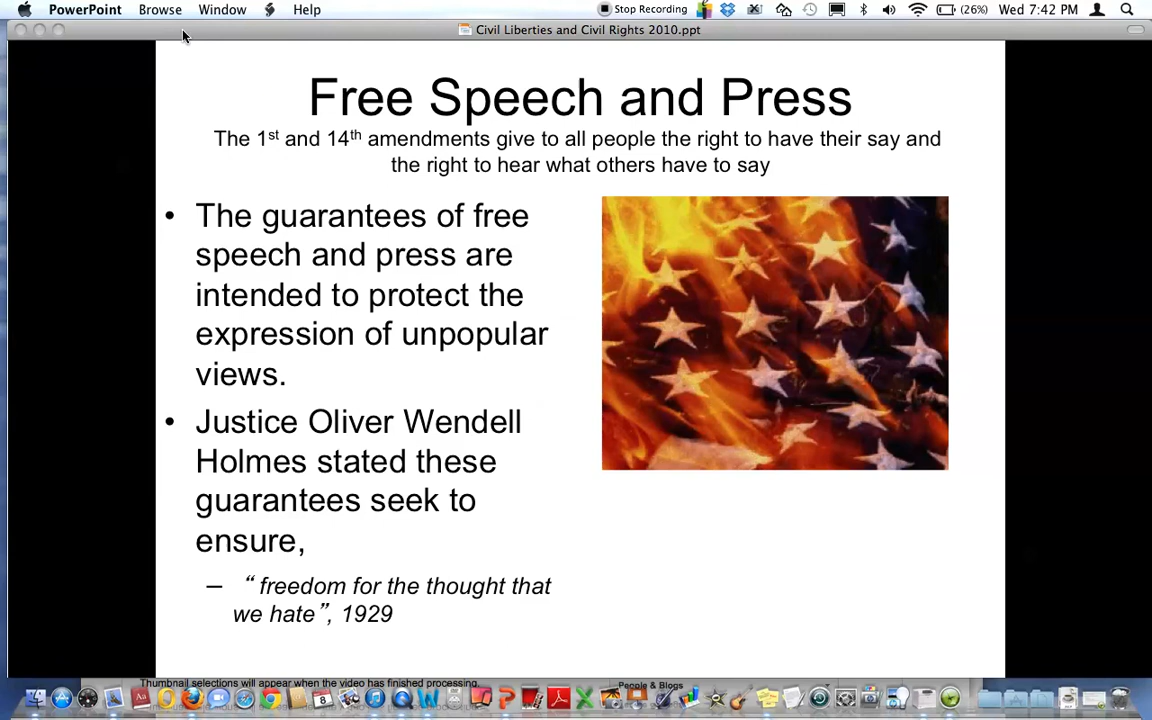 PowerPoint Browse Window Help Stop Recording (26%) Wed 7:42 PM
Civil Liberties and Civil Rights 2010.ppt
Free Speech and Press
The 1st and 14th amendments give to all people the right to have their say and
the right to hear what others have to say
• The guarantees of free
speech and press are
intended to protect the
expression of unpopular
views.
• Justice Oliver Wendell
Holmes stated these
guarantees seek to
ensure,
– “freedom for the thought that
we hate”, 1929
Thumbnail selections will appear when the video has finished processing. People & Blogs